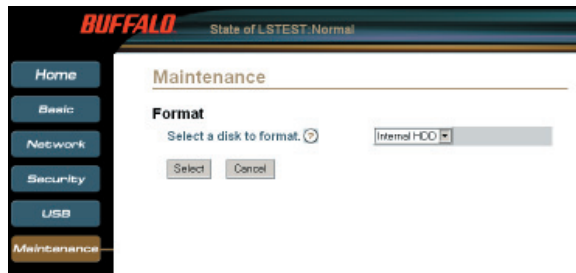 BUFFALO
State of LSTEST:Normal
Home
Basic
Network
Security
USB
Maintenance
Maintenance
Format
Select a disk to format. ?
Internal HDD
Select
Cancel